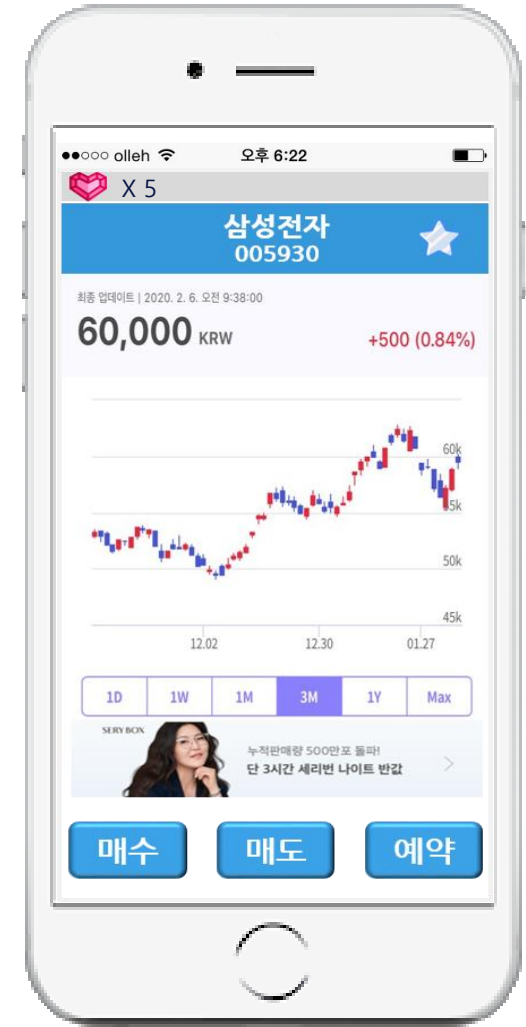 ●●○○○ olleh 오후 6:22
X 5
삼성전자
005930
최종 업데이트 | 2020. 2. 6. 오전 9:38:00
60,000 KRW +500 (0.84%)
60k
55k
50k
45k
12.02 12.30 01.27
1D 1W 1M 3M 1Y Max
SERY BOX
누적판매량 500만포 돌파!
단 3시간 세리번 나이트 반값
매수 매도 예약